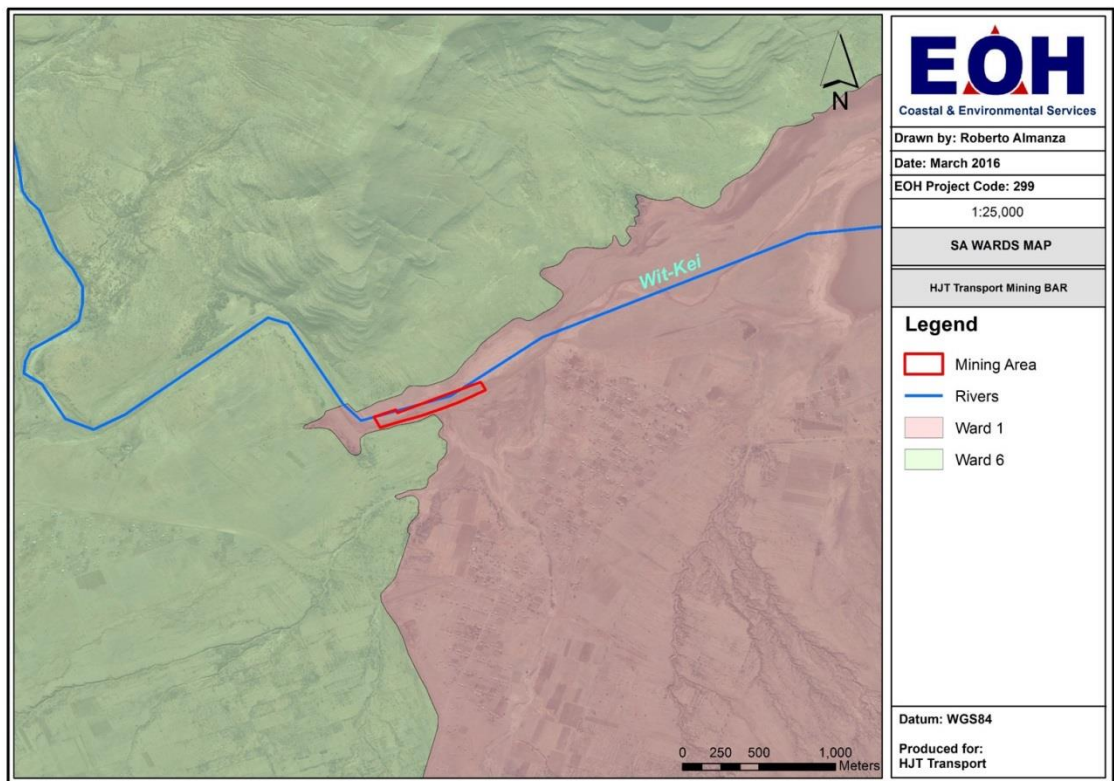 N
Wit-Kei
0 250 500 1,000
Meters
EOH
Coastal & Environmental Services
Drawn by: Roberto Almanza
Date: March 2016
EOH Project Code: 299
1:25,000
SA WARDS MAP
HJT Transport Mining BAR
Legend
Mining Area
Rivers
Ward 1
Ward 6
Datum: WGS84
Produced for:
HJT Transport